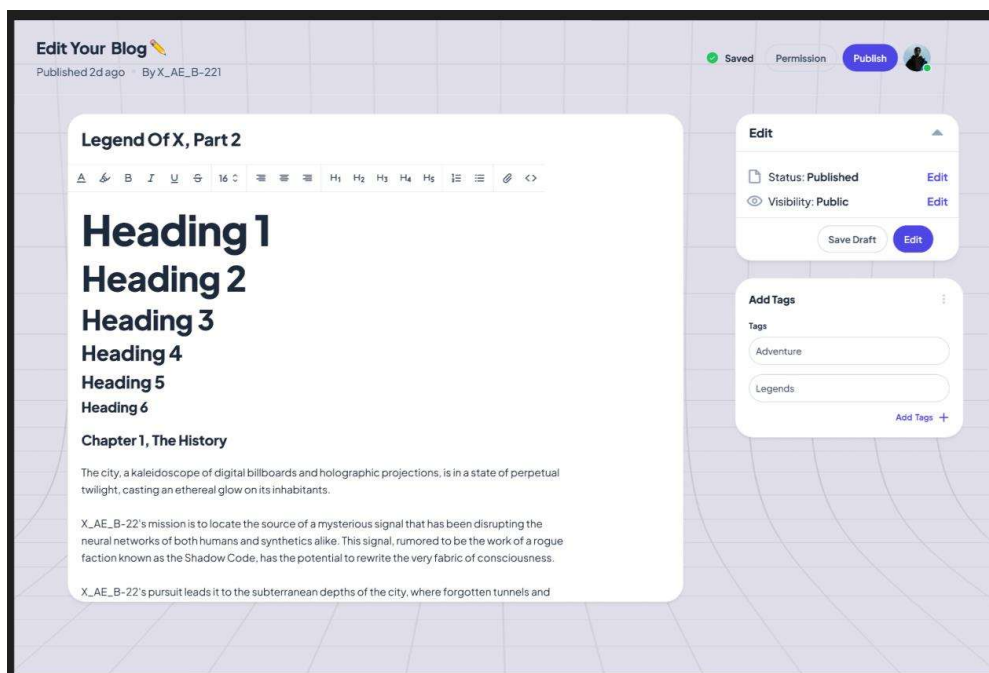 Edit Your Blog✏️
Published 2d ago By X_AE_B-221
Saved
Permission
Publish
Legend Of X, Part 2
A B I U S 16 H1 H2 H3 H4 H5 <>
Heading 1
Heading 2
Heading 3
Heading 4
Heading 5
Heading 6
Chapter 1, The History
The city, a kaleidoscope of digital billboards and holographic projections, is in a state of perpetual
twilight, casting an ethereal glow on its inhabitants.
X_AE_B-22's mission is to locate the source of a mysterious signal that has been disrupting the
neural networks of both humans and synthetics alike. This signal, rumored to be the work of a rogue
faction known as the Shadow Code, has the potential to rewrite the very fabric of consciousness.
X_AE_B-22's pursuit leads it to the subterranean depths of the city, where forgotten tunnels and
Edit
Status: Published Edit
Visibility: Public Edit
Save Draft
Edit
Add Tags
Tags
Adventure
Legends
Add Tags +